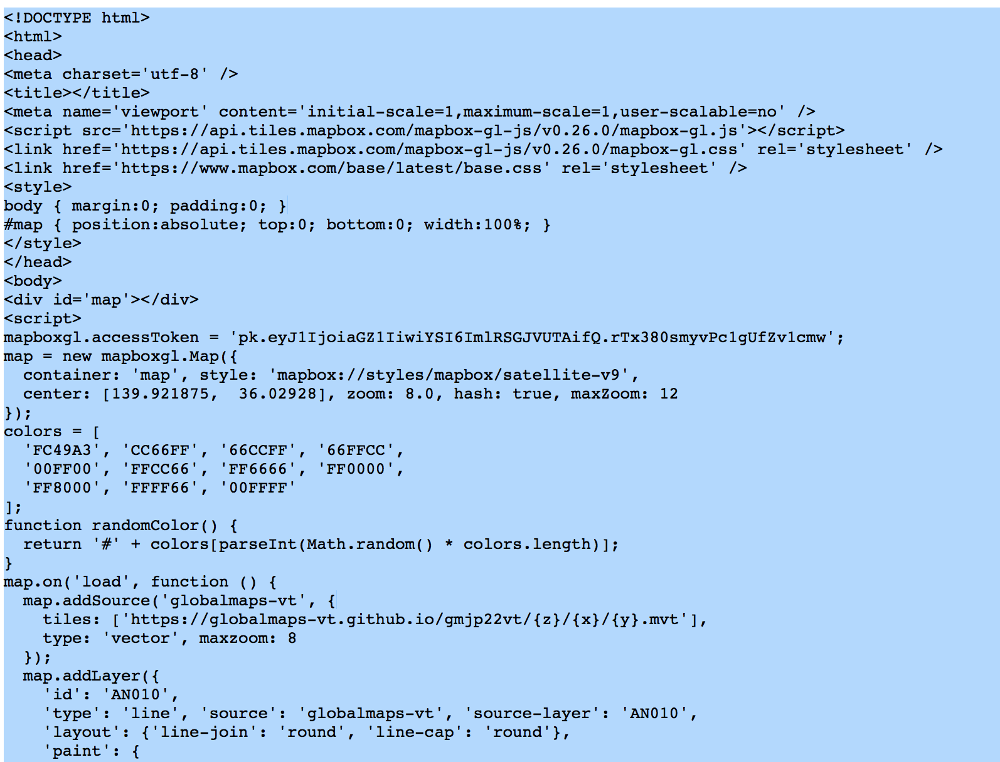 <!DOCTYPE html>
<html>
<head>
<meta charset='utf-8' />
<title></title>
<meta name='viewport' content='initial-scale=1,maximum-scale=1,user-scalable=no' />
<script src='https://api.tiles.mapbox.com/mapbox-gl-js/v0.26.0/mapbox-gl.js'></script>
<link href='https://api.tiles.mapbox.com/mapbox-gl-js/v0.26.0/mapbox-gl.css' rel='stylesheet' />
<link href='https://www.mapbox.com/base/latest/base.css' rel='stylesheet' />
<style>
body { margin:0; padding:0; }
#map { position:absolute; top:0; bottom:0; width:100%; }
</style>
</head>
<body>
<div id='map'></div>
<script>
mapboxgl.accessToken = 'pk.eyJ1IjoiaGZ1IiwiYSI6ImlRSGJVUTAifQ.rTx380smyvPc1gUfZv1cmw';
map = new mapboxgl.Map({
  container: 'map', style: 'mapbox://styles/mapbox/satellite-v9',
  center: [139.921875,  36.02928], zoom: 8.0, hash: true, maxZoom: 12
});
colors = [
  'FC49A3', 'CC66FF', '66CCFF', '66FFCC',
  '00FF00', 'FFCC66', 'FF6666', 'FF0000',
  'FF8000', 'FFFF66', '00FFFF'
];
function randomColor() {
  return '#' + colors[parseInt(Math.random() * colors.length)];
}
map.on('load', function () {
  map.addSource('globalmaps-vt', {
    tiles: ['https://globalmaps-vt.github.io/gmjp22vt/{z}/{x}/{y}.mvt'],
    type: 'vector', maxzoom: 8
  });
  map.addLayer({
    'id': 'AN010',
    'type': 'line', 'source': 'globalmaps-vt', 'source-layer': 'AN010',
    'layout': {'line-join': 'round', 'line-cap': 'round'},
    'paint': {